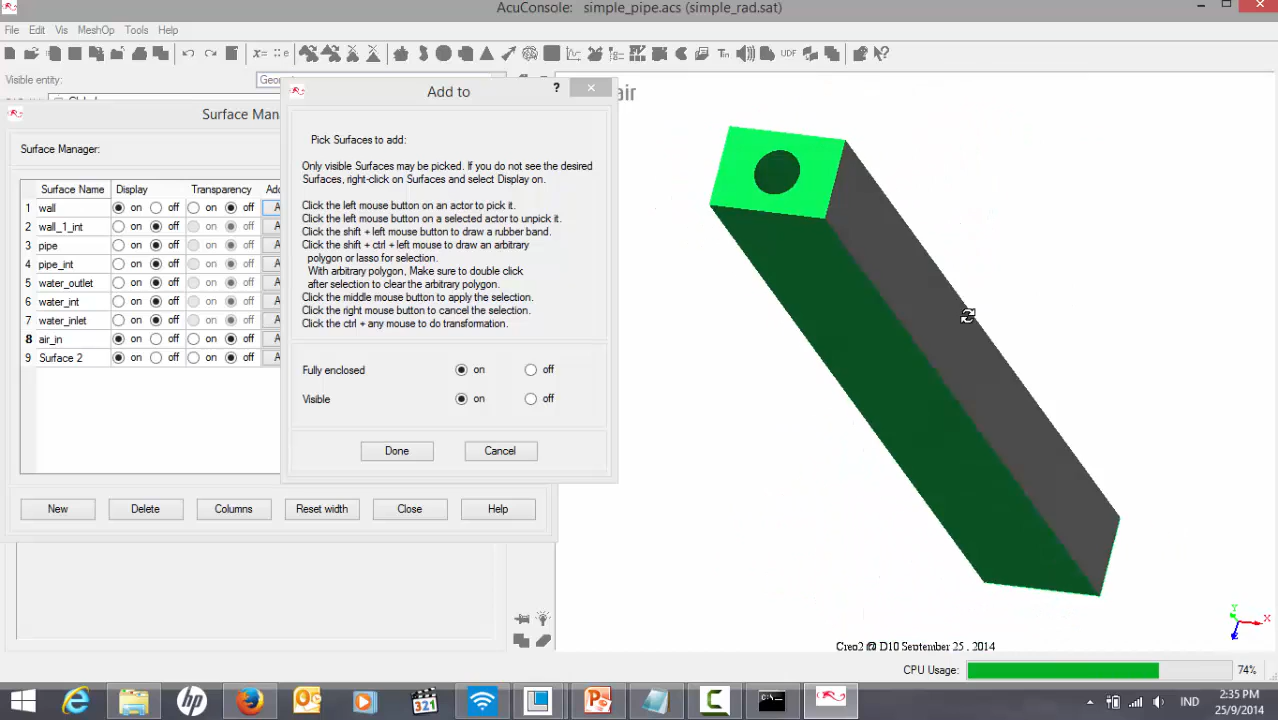 AcuConsole: simple_pipe.acs (simple_rad.sat)
File Edit Vis MeshOp Tools Help
Visible entity:
Add to
air
Surface Man
Surface Manager:
Pick Surfaces to add:
Only visible Surfaces may be picked. If you do not see the desired
Surfaces, right-click on Surfaces and select Display on.
Click the left mouse button on an actor to pick it.
Click the left mouse button on a selected actor to unpick it.
Click the shift + left mouse button to draw a rubber band.
Click the shift + ctrl + left mouse to draw an arbitrary
polygon or lasso for selection.
With arbitrary polygon, Make sure to double click
after selection to clear the arbitrary polygon.
Click the middle mouse button to apply the selection.
Click the right mouse button to cancel the selection.
Click the ctrl + any mouse to do transformation.
Fully enclosed on off
Visible on off
Done Cancel
Surface Name Display Transparency
1 wall on off on off
2 wall_1_int on off on off
3 pipe on off on off
4 pipe_int on off on off
5 water_outlet on off on off
6 water_int on off on off
7 water_inlet on off on off
8 air_in on off on off
9 Surface 2 on off on off
New Delete Columns Reset width Close Help
Y
X
Creo2 @ D10 September 25 , 2014
CPU Usage: 74%
321
IND
2:35 PM
25/9/2014